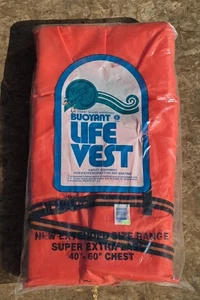 BUOYANT
LIFE
VEST
NEW EXTENDED SIZE RANGE
SUPER EXTRA LARGE
40"-60" CHEST